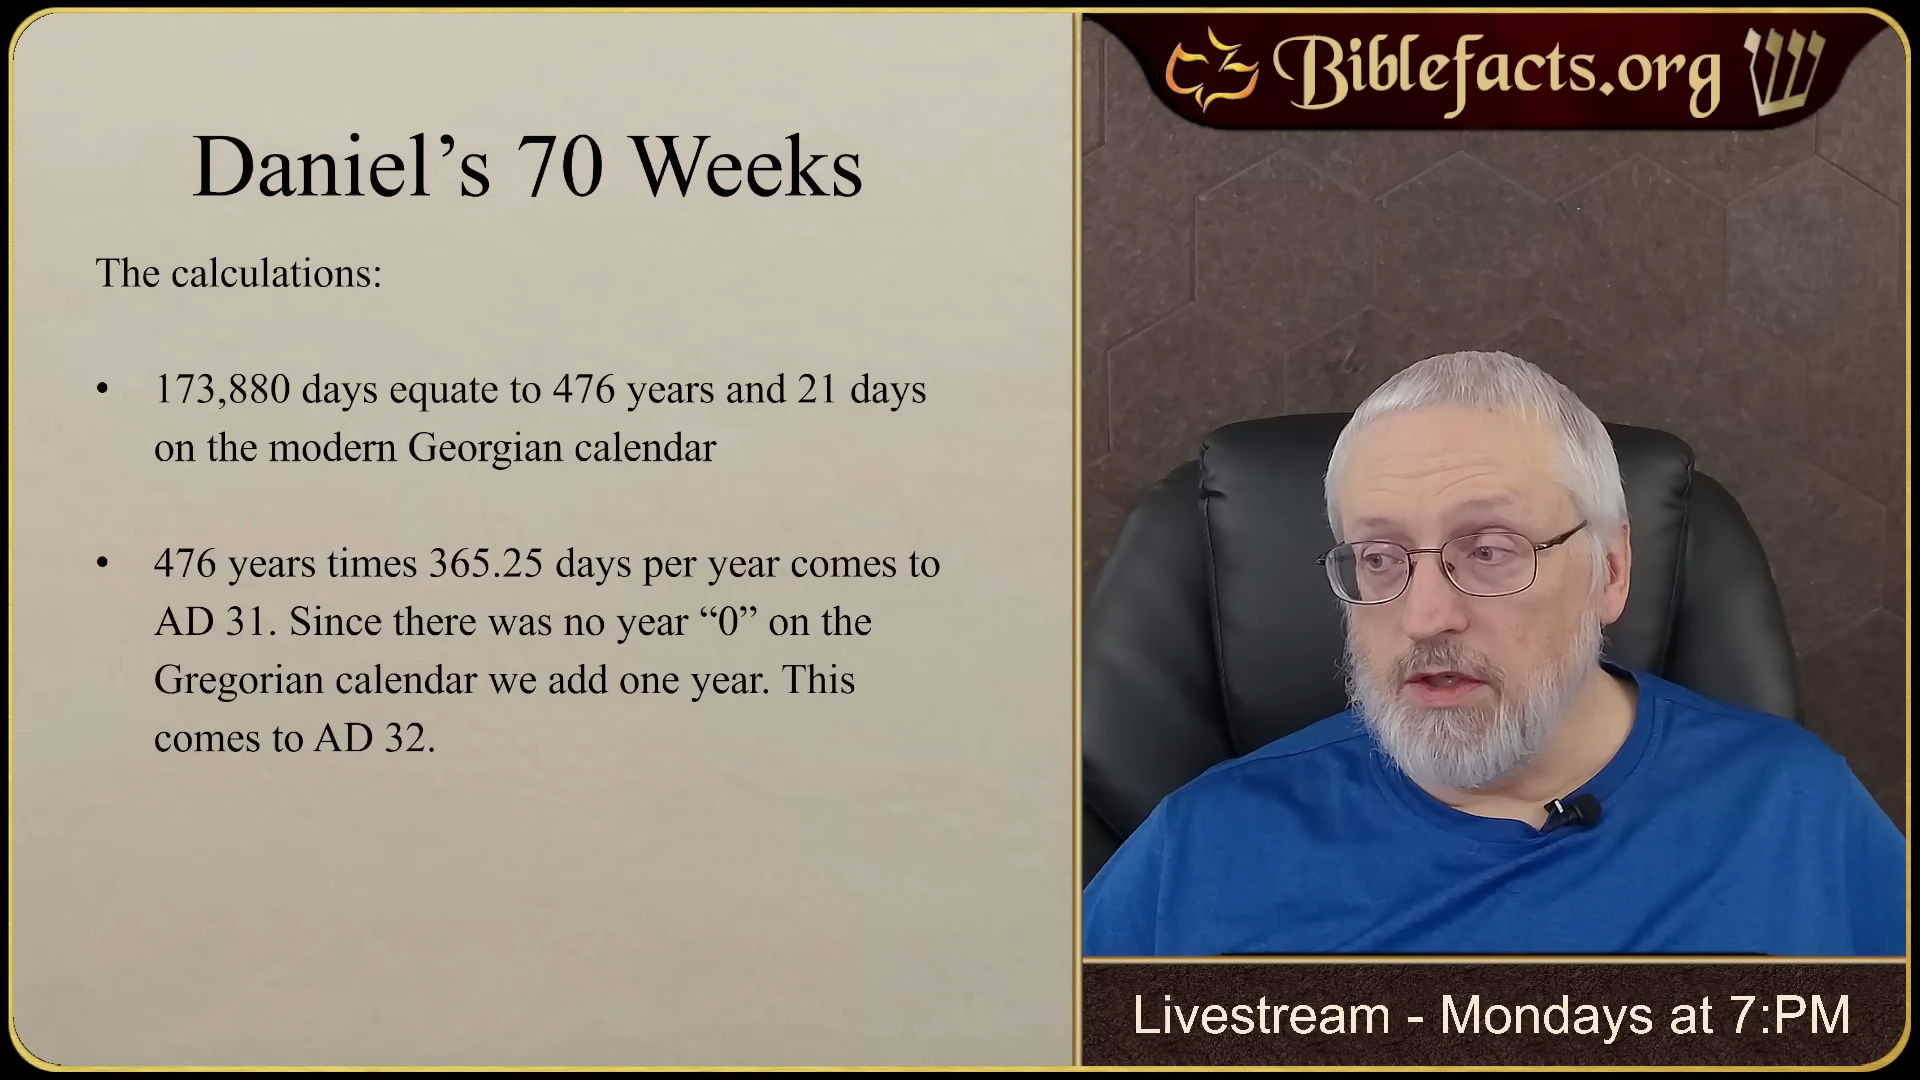 Daniel’s 70 Weeks
The calculations:
• 173,880 days equate to 476 years and 21 days
on the modern Georgian calendar
• 476 years times 365.25 days per year comes to
AD 31. Since there was no year “0” on the
Gregorian calendar we add one year. This
comes to AD 32.
Biblefacts.org ש
Livestream - Mondays at 7:PM